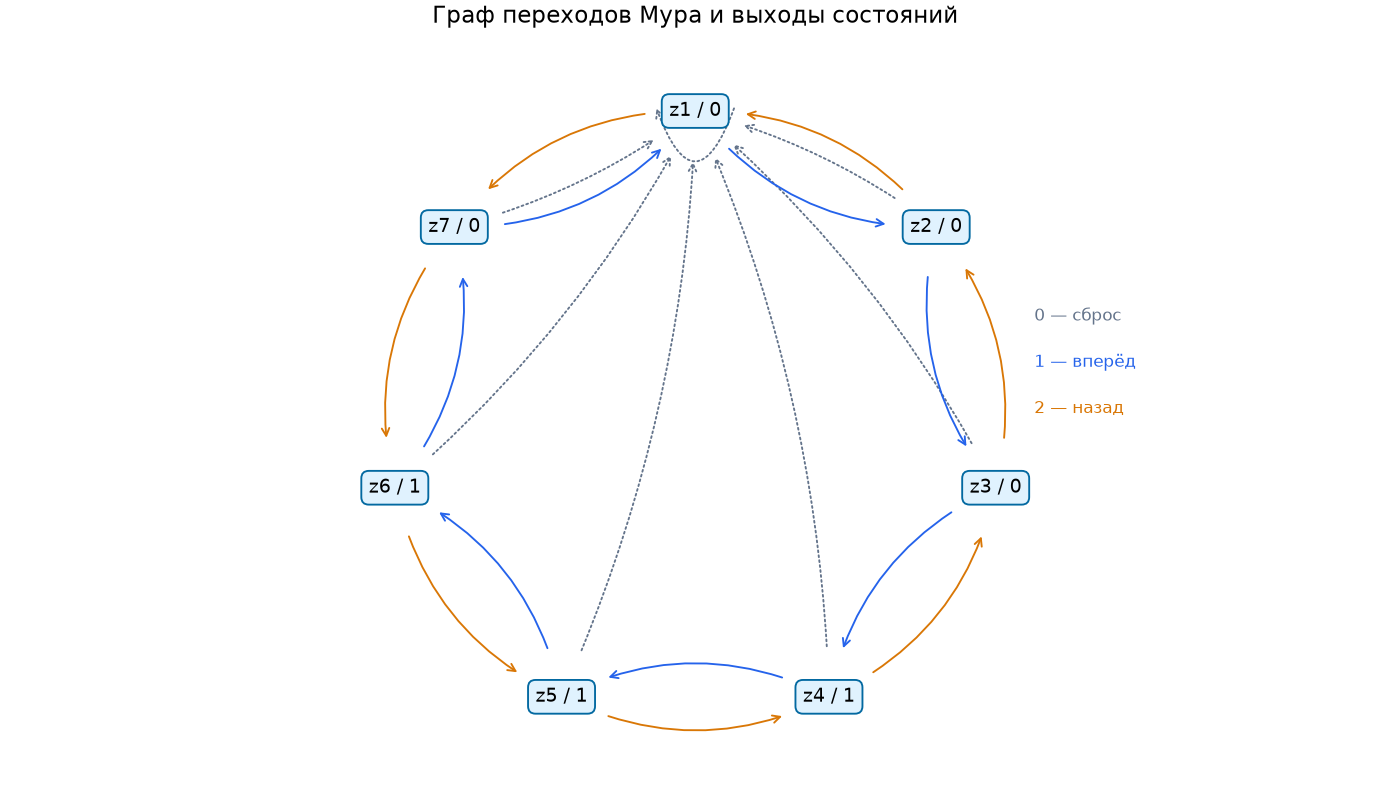 Граф переходов Мура и выходы состояний
z1 / 0
z7 / 0
z2 / 0
0 — сброс
1 — вперёд
2 — назад
z6 / 1
z3 / 0
z5 / 1
z4 / 1